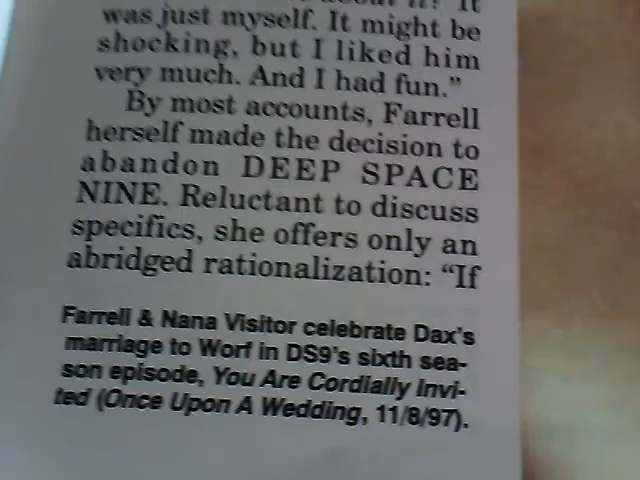 was just myself. It might be
shocking, but I liked him
very much. And I had fun."
By most accounts, Farrell
herself made the decision to
abandon DEEP SPACE
NINE. Reluctant to discuss
specifics, she offers only an
abridged rationalization: "If
Farrell & Nana Visitor celebrate Dax's
marriage to Worf in DS9's sixth sea-
son episode, You Are Cordially Invi-
ted (Once Upon A Wedding, 11/8/97).